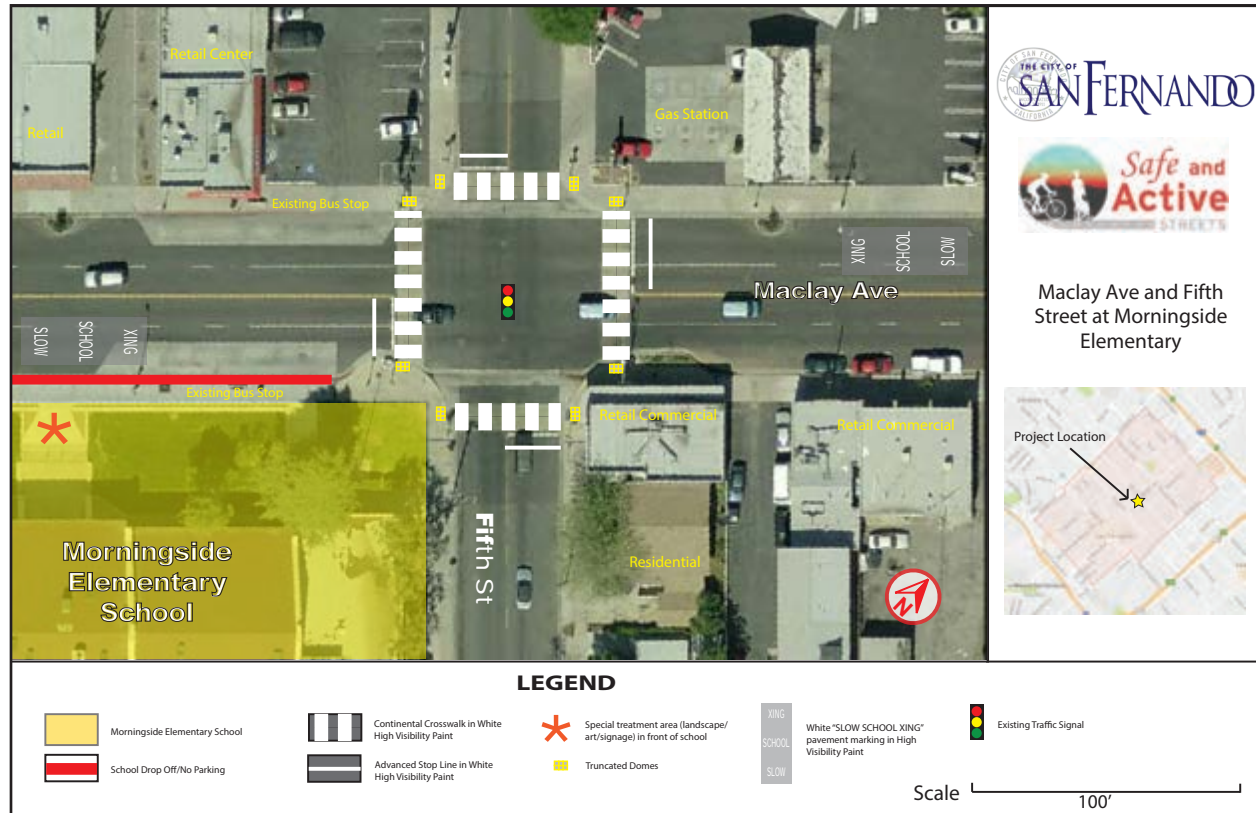 Retail Center
Retail
Gas Station
Existing Bus Stop
XING
SCHOOL
SLOW
Maclay Ave
SLOW
SCHOOL
XING
Existing Bus Stop
Retail Commercial
Retail Commercial
Morningside
Elementary
School
Fifth St
Residential
N
THE CITY OF
SAN FERNANDO
CITY OF SAN FERNANDO
CALIFORNIA
Safe and
Active
STREETS
Maclay Ave and Fifth
Street at Morningside
Elementary
Project Location
LEGEND
Morningside Elementary School
School Drop Off/No Parking
Continental Crosswalk in White
High Visibility Paint
Advanced Stop Line in White
High Visibility Paint
Special treatment area (landscape/
art/signage) in front of school
Truncated Domes
XING
SCHOOL
SLOW
White “SLOW SCHOOL XING”
pavement marking in High
Visibility Paint
Existing Traffic Signal
Scale
100’